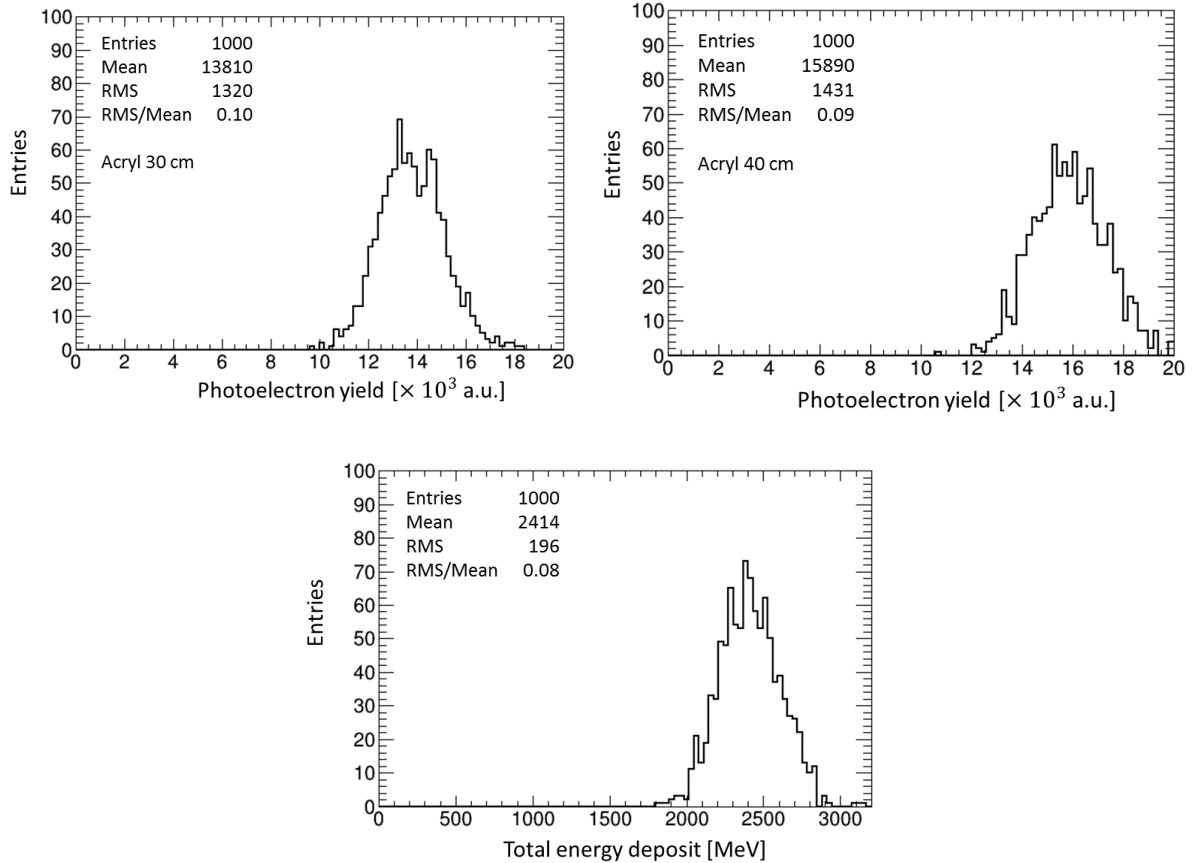 100
90
80
70
60
50
40
30
20
10
0
Entries
Entries 1000
Mean 13810
RMS 1320
RMS/Mean 0.10
Acryl 30 cm
0 2 4 6 8 10 12 14 16 18 20
Photoelectron yield [× 10³ a.u.]
100
90
80
70
60
50
40
30
20
10
0
Entries
Entries 1000
Mean 15890
RMS 1431
RMS/Mean 0.09
Acryl 40 cm
0 2 4 6 8 10 12 14 16 18 20
Photoelectron yield [× 10³ a.u.]
100
90
80
70
60
50
40
30
20
10
0
Entries
Entries 1000
Mean 2414
RMS 196
RMS/Mean 0.08
0 500 1000 1500 2000 2500 3000
Total energy deposit [MeV]